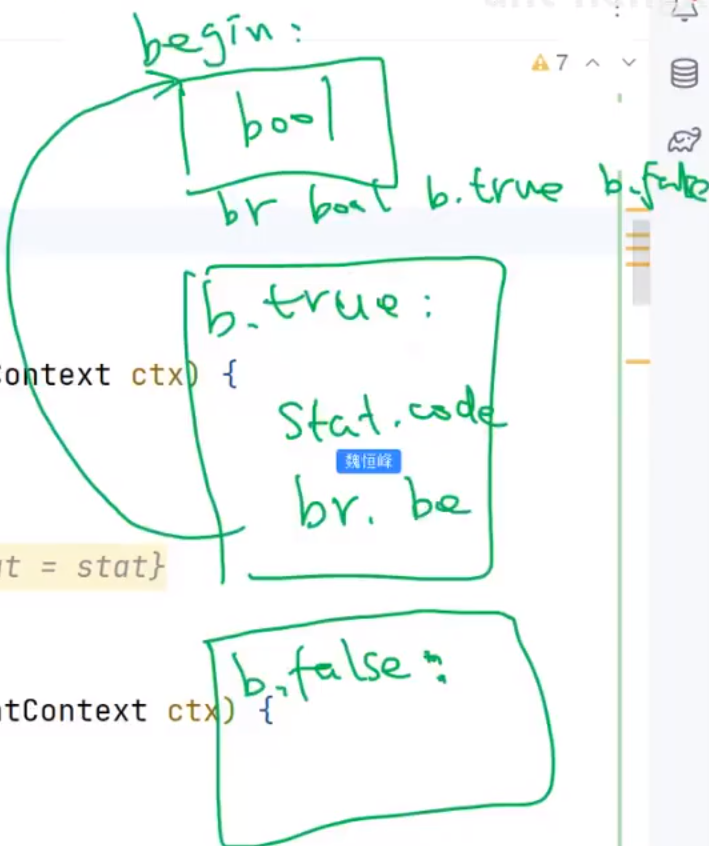 begin:
7
bool
br bool b.true b.false
b.true:
Context ctx) {
Stat.code
魏恒峰
br. be
t = stat}
b.false:
ntContext ctx) {